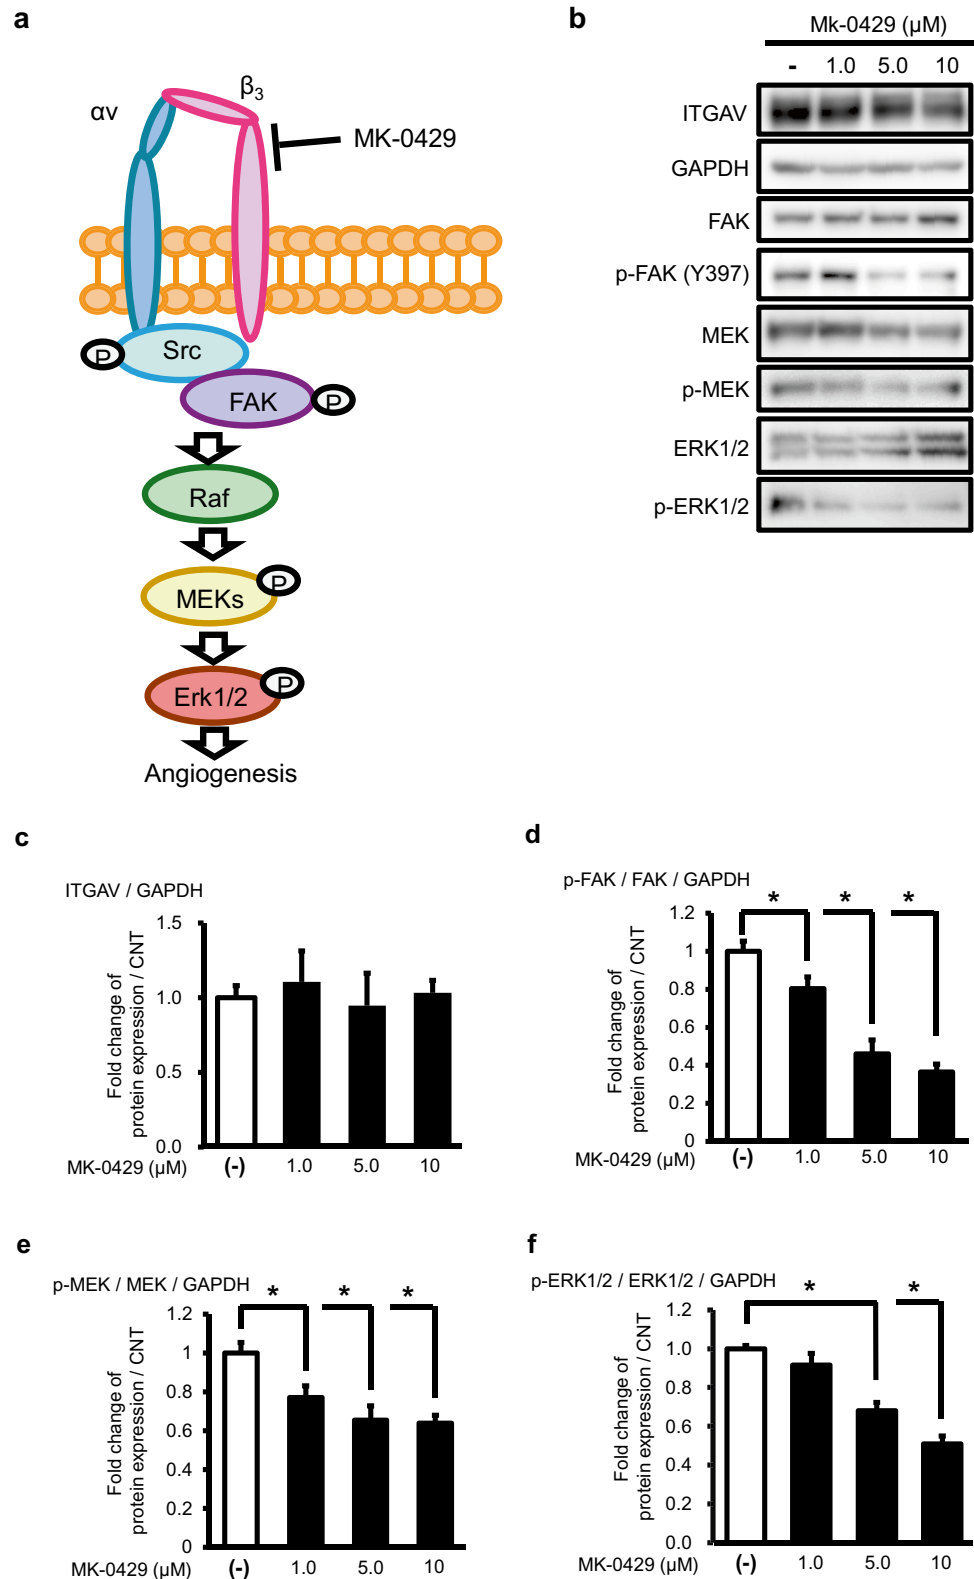 a
αv
β3
MK-0429
P
Src
FAK
P
Raf
MEKs
P
Erk1/2
P
Angiogenesis
b
Mk-0429 (μM)
- 1.0 5.0 10
ITGAV
GAPDH
FAK
p-FAK (Y397)
MEK
p-MEK
ERK1/2
p-ERK1/2
c
ITGAV / GAPDH
Fold change of
protein expression / CNT
1.5
1.0
0.5
0.0
MK-0429 (μM) (-) 1.0 5.0 10
d
p-FAK / FAK / GAPDH
* * *
Fold change of
protein expression / CNT
1.2
1
0.8
0.6
0.4
0.2
0
MK-0429 (μM) (-) 1.0 5.0 10
e
p-MEK / MEK / GAPDH
* * *
Fold change of
protein expression / CNT
1.2
1
0.8
0.6
0.4
0.2
0
MK-0429 (μM) (-) 1.0 5.0 10
f
p-ERK1/2 / ERK1/2 / GAPDH
* *
Fold change of
protein expression / CNT
1.2
1.0
0.8
0.6
0.4
0.2
0.0
MK-0429 (μM) (-) 1.0 5.0 10